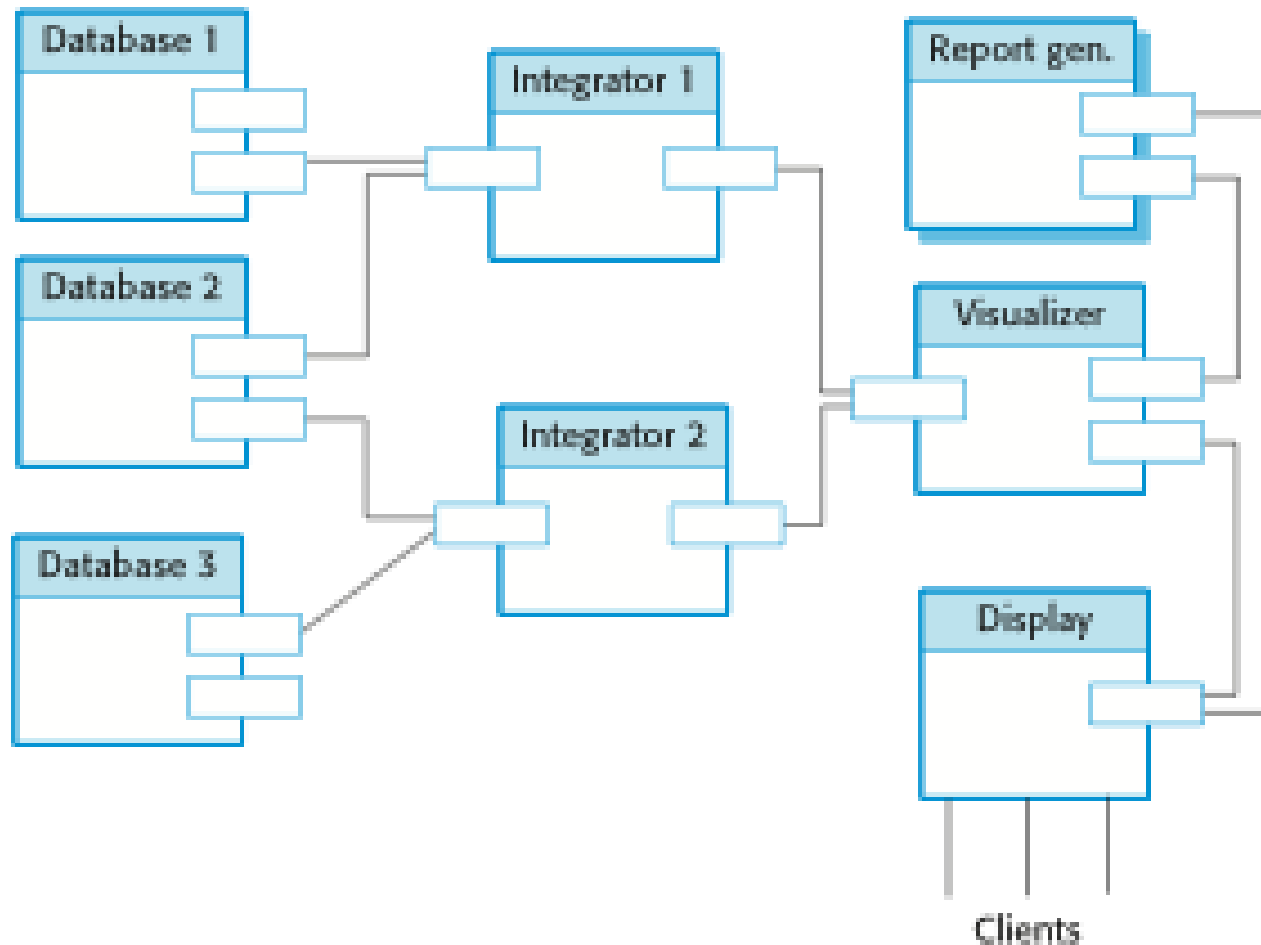 Database 1
Integrator 1
Report gen.
Database 2
Visualizer
Integrator 2
Database 3
Display
Clients